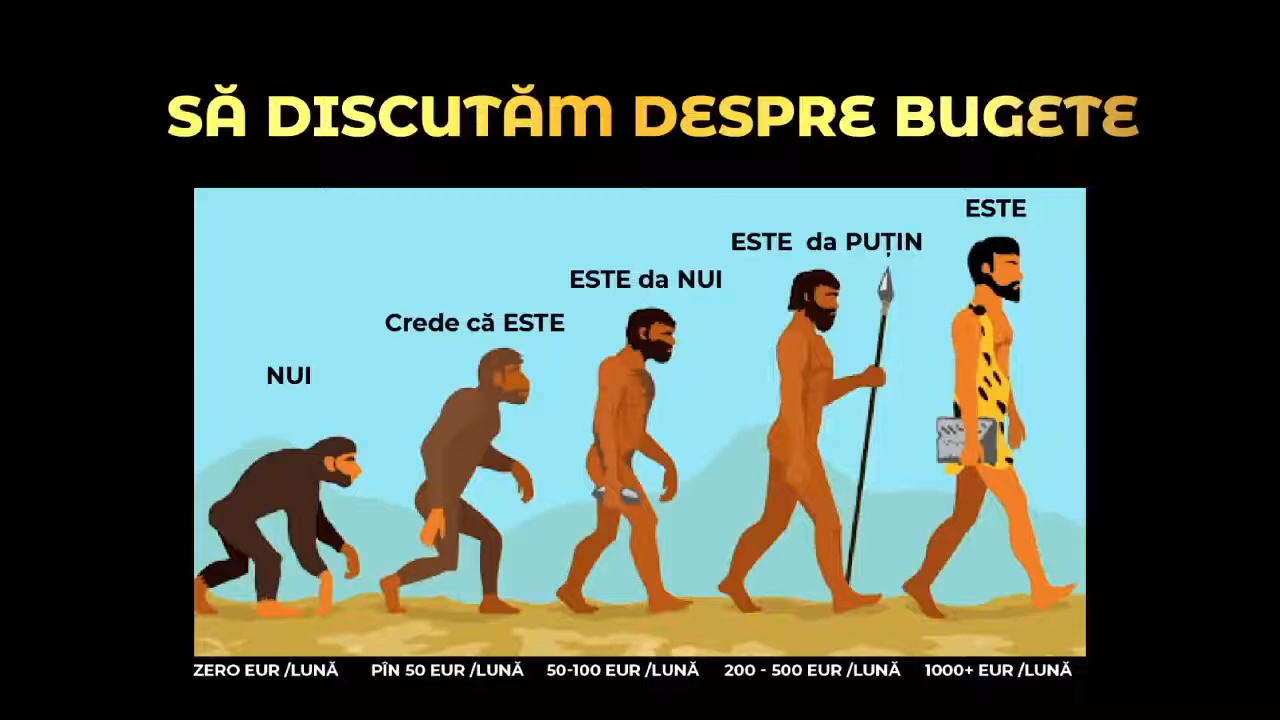 SĂ DISCUTĂM DESPRE BUGETE
ESTE
ESTE da PUȚIN
ESTE da NUI
Crede că ESTE
NUI
ZERO EUR /LUNĂ
PÎN 50 EUR /LUNĂ
50-100 EUR /LUNĂ
200 - 500 EUR /LUNĂ
1000+ EUR /LUNĂ